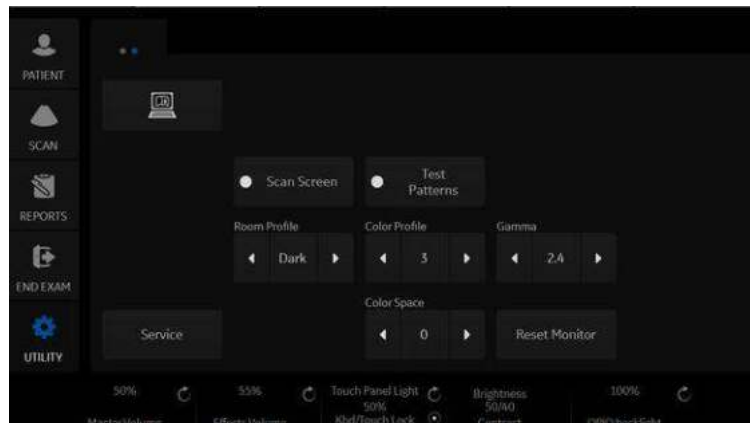 PATIENT
SCAN
REPORTS
END EXAM
UTILITY
Scan Screen
Test
Patterns
Room Profile
Color Profile
Gamma
Dark
3
2.4
Color Space
Service
0
Reset Monitor
50%
55%
Touch Panel Light
50%
Brightness
50/40
100%
Master Volume
Effects Volume
Kbd/Touch Lock
Contrast